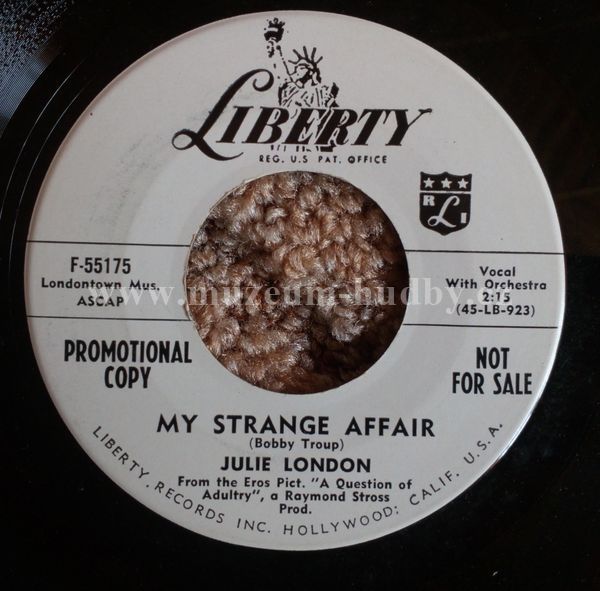 LIBERTY
REG. U.S. PAT. OFFICE
R L I
F-55175
Londontown Mus.
ASCAP
Vocal
With Orchestra
2:15
(45-LB-923)
www.muzeum-hudby.cz
PROMOTIONAL
COPY
NOT
FOR SALE
MY STRANGE AFFAIR
(Bobby Troup)
JULIE LONDON
From the Eros Pict. "A Question of
Adultry", a Raymond Stross
Prod.
LIBERTY RECORDS INC. HOLLYWOOD; CALIF. U.S.A.